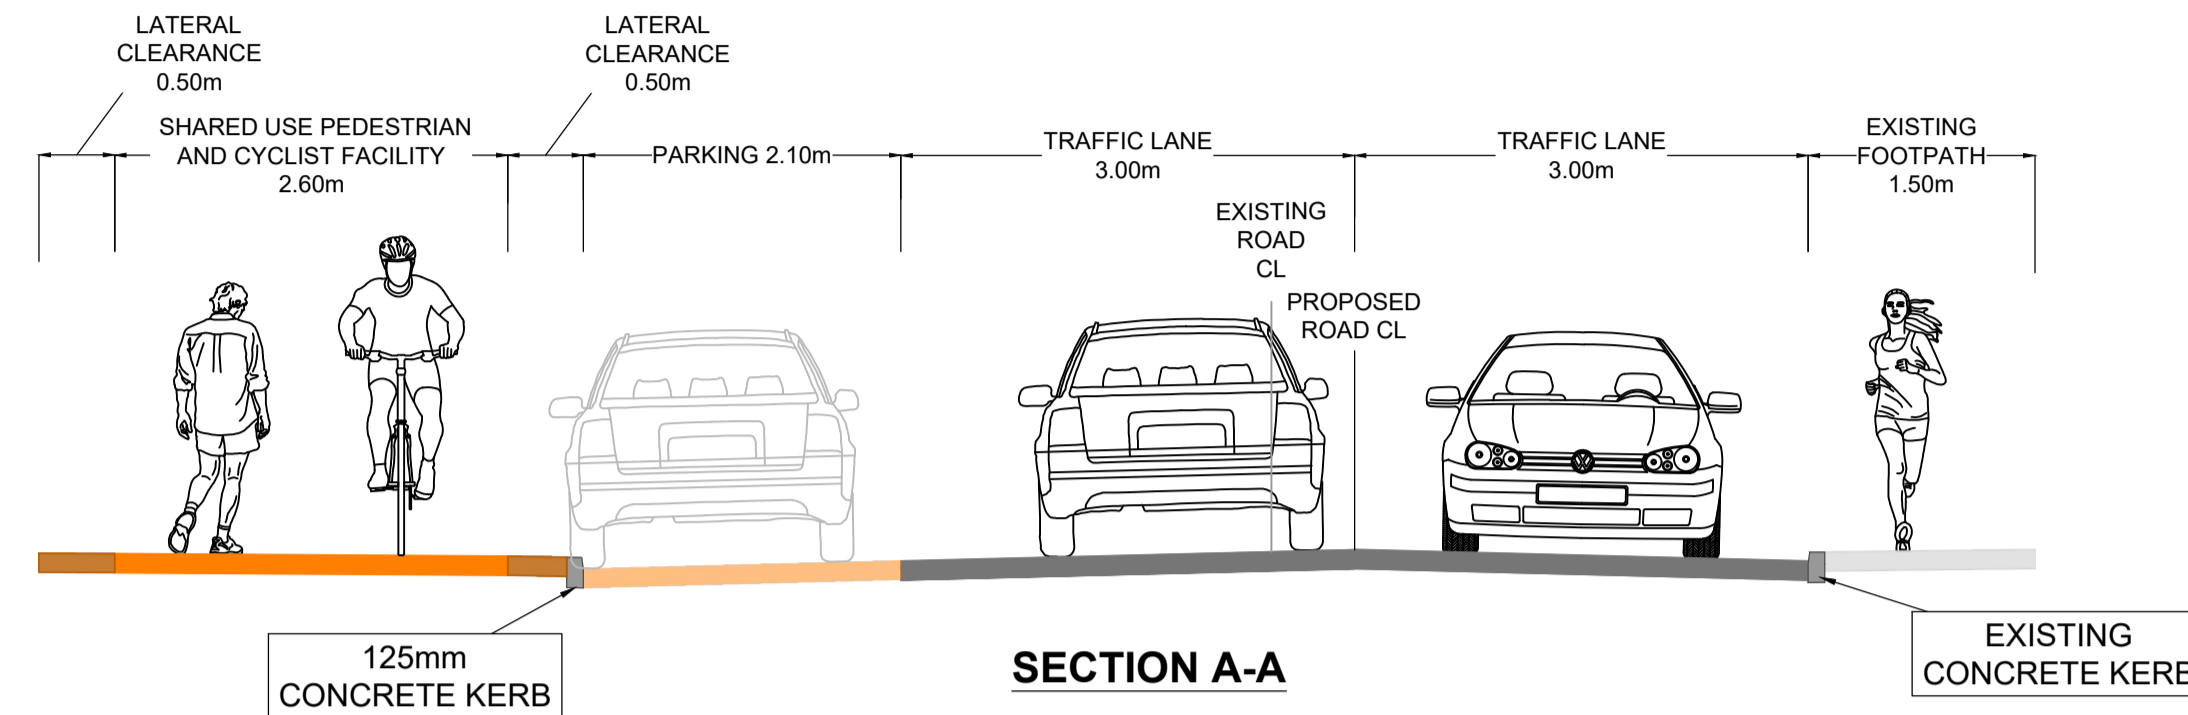 LATERAL
CLEARANCE
0.50m
LATERAL
CLEARANCE
0.50m
SHARED USE PEDESTRIAN
AND CYCLIST FACILITY
2.60m
PARKING 2.10m
TRAFFIC LANE
3.00m
TRAFFIC LANE
3.00m
EXISTING
FOOTPATH
1.50m
EXISTING
ROAD
CL
PROPOSED
ROAD CL
125mm
CONCRETE KERB
SECTION A-A
EXISTING
CONCRETE KERB